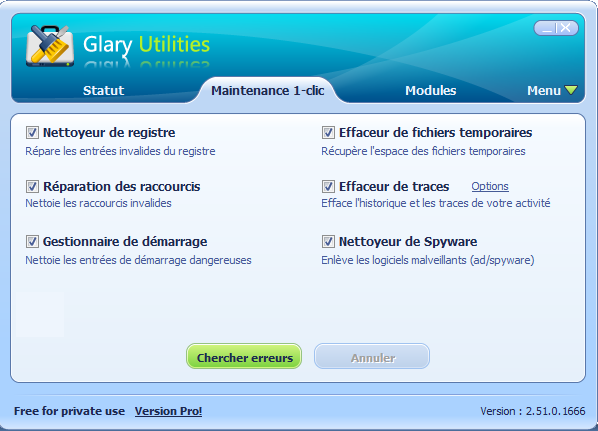 Glary Utilities
Statut
Maintenance 1-clic
Modules
Menu
Nettoyeur de registre
Répare les entrées invalides du registre
Effaceur de fichiers temporaires
Récupère l'espace des fichiers temporaires
Réparation des raccourcis
Nettoie les raccourcis invalides
Effaceur de traces Options
Efface l'historique et les traces de votre activité
Gestionnaire de démarrage
Nettoie les entrées de démarrage dangereuses
Nettoyeur de Spyware
Enlève les logiciels malveillants (ad/spyware)
Chercher erreurs
Annuler
Free for private use Version Pro!
Version : 2.51.0.1666